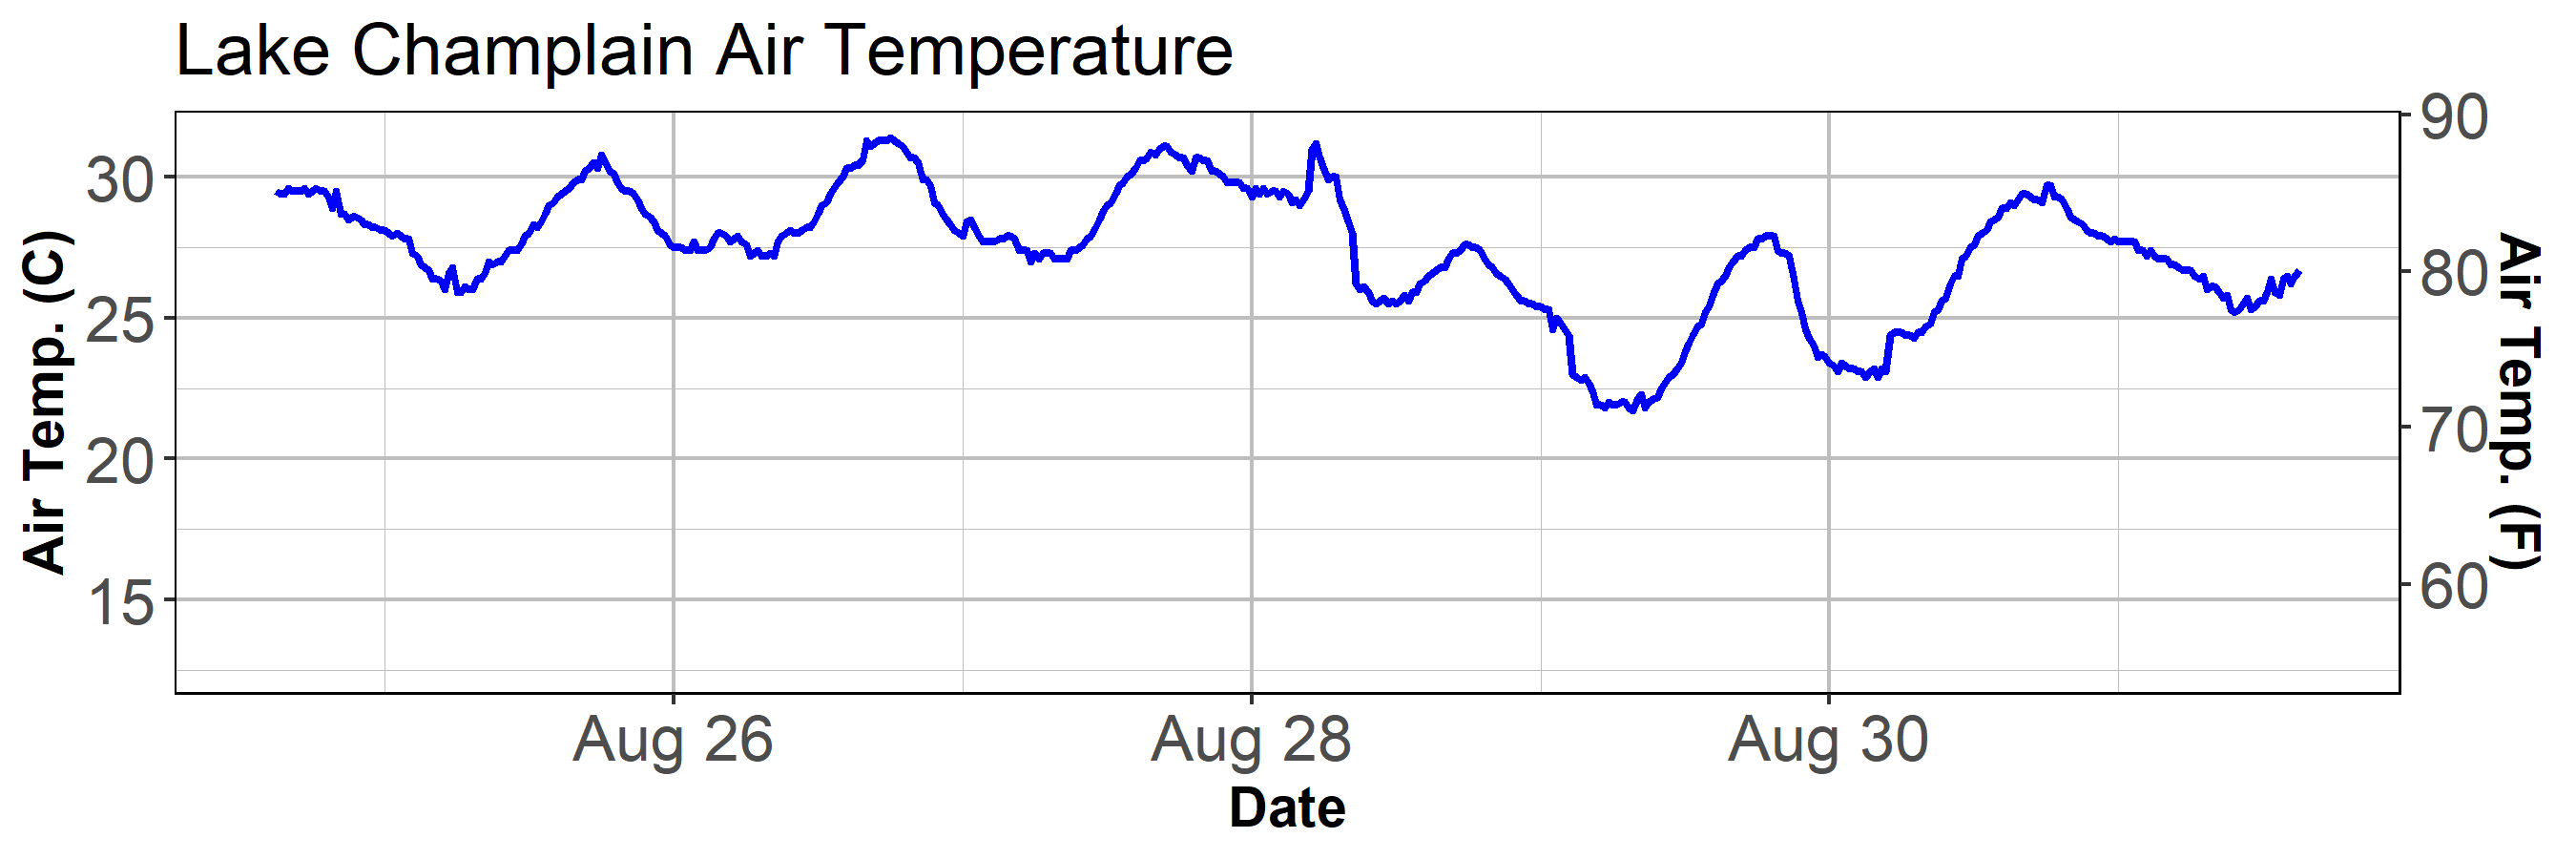 Lake Champlain Air Temperature
Air Temp. (C)
30
25
20
15
90
80
70
60
Air Temp. (F)
Aug 26
Aug 28
Aug 30
Date